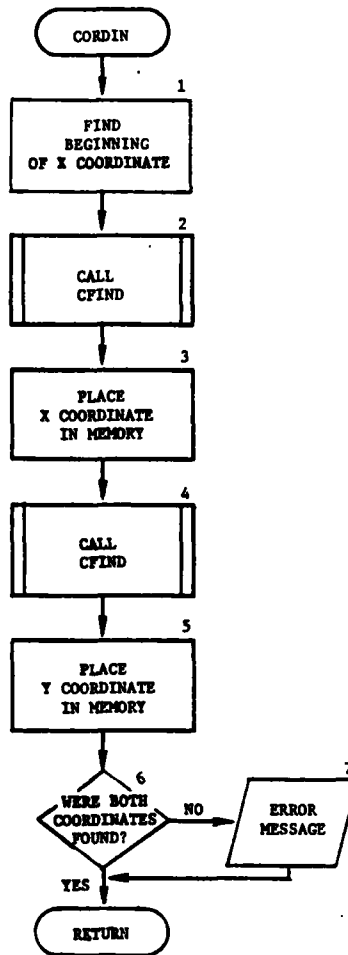 CORDIN
1
FIND
BEGINNING
OF X COORDINATE
2
CALL
CFIND
3
PLACE
X COORDINATE
IN MEMORY
4
CALL
CFIND
5
PLACE
Y COORDINATE
IN MEMORY
6
WERE BOTH
COORDINATES
FOUND?
NO
7
ERROR
MESSAGE
YES
RETURN